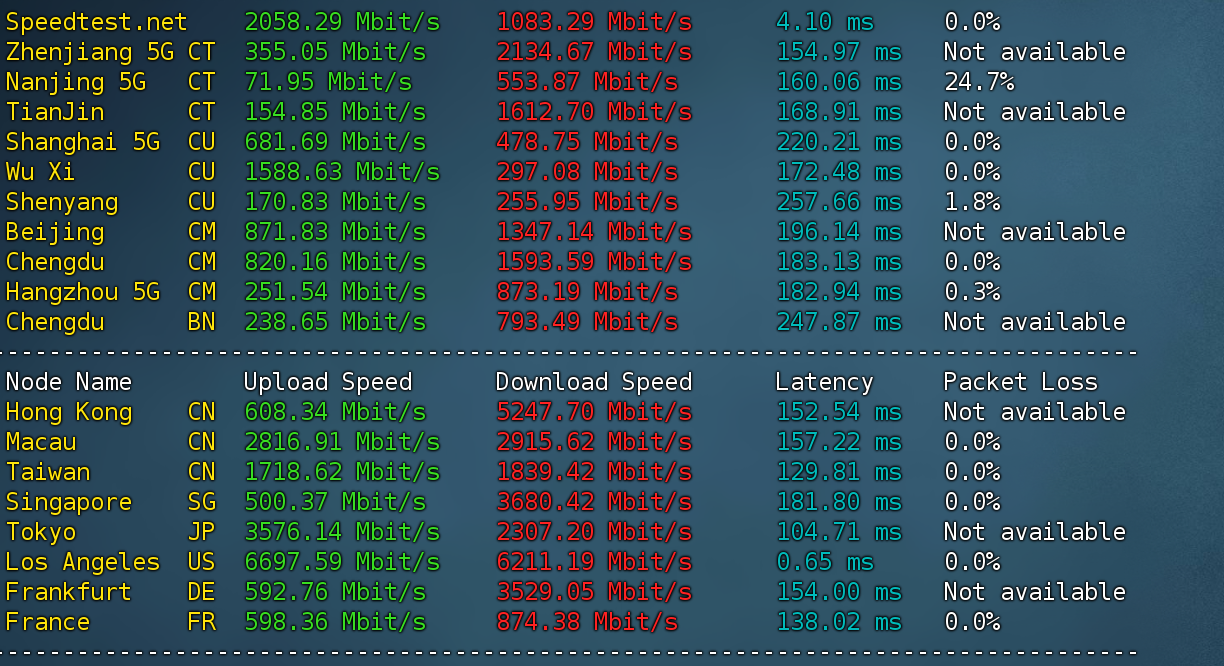 Speedtest.net 2058.29 Mbit/s 1083.29 Mbit/s 4.10 ms 0.0%
Zhenjiang 5G CT 355.05 Mbit/s 2134.67 Mbit/s 154.97 ms Not available
Nanjing 5G CT 71.95 Mbit/s 553.87 Mbit/s 160.06 ms 24.7%
TianJin CT 154.85 Mbit/s 1612.70 Mbit/s 168.91 ms Not available
Shanghai 5G CU 681.69 Mbit/s 478.75 Mbit/s 220.21 ms 0.0%
Wu Xi CU 1588.63 Mbit/s 297.08 Mbit/s 172.48 ms 0.0%
Shenyang CU 170.83 Mbit/s 255.95 Mbit/s 257.66 ms 1.8%
Beijing CM 871.83 Mbit/s 1347.14 Mbit/s 196.14 ms Not available
Chengdu CM 820.16 Mbit/s 1593.59 Mbit/s 183.13 ms 0.0%
Hangzhou 5G CM 251.54 Mbit/s 873.19 Mbit/s 182.94 ms 0.3%
Chengdu BN 238.65 Mbit/s 793.49 Mbit/s 247.87 ms Not available
----------------------------------------------------------------------------------
Node Name Upload Speed Download Speed Latency Packet Loss
Hong Kong CN 608.34 Mbit/s 5247.70 Mbit/s 152.54 ms Not available
Macau CN 2816.91 Mbit/s 2915.62 Mbit/s 157.22 ms 0.0%
Taiwan CN 1718.62 Mbit/s 1839.42 Mbit/s 129.81 ms 0.0%
Singapore SG 500.37 Mbit/s 3680.42 Mbit/s 181.80 ms 0.0%
Tokyo JP 3576.14 Mbit/s 2307.20 Mbit/s 104.71 ms Not available
Los Angeles US 6697.59 Mbit/s 6211.19 Mbit/s 0.65 ms 0.0%
Frankfurt DE 592.76 Mbit/s 3529.05 Mbit/s 154.00 ms Not available
France FR 598.36 Mbit/s 874.38 Mbit/s 138.02 ms 0.0%
----------------------------------------------------------------------------------